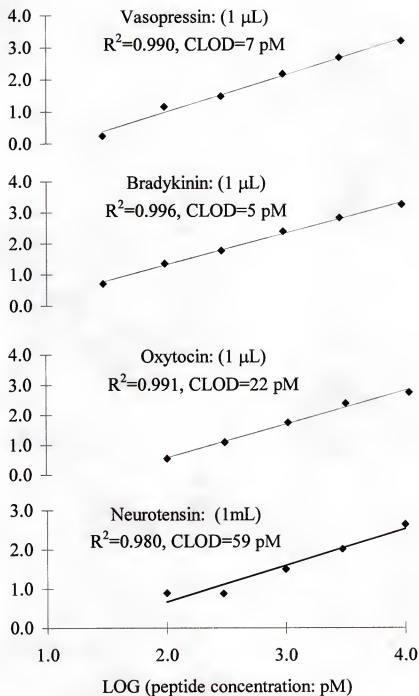 Vasopressin: (1 µL)
R²=0.990, CLOD=7 pM
4.0
3.0
2.0
1.0
0.0
Bradykinin: (1 µL)
R²=0.996, CLOD=5 pM
4.0
3.0
2.0
1.0
0.0
Oxytocin: (1 µL)
R²=0.991, CLOD=22 pM
4.0
3.0
2.0
1.0
0.0
Neurotensin: (1mL)
R²=0.980, CLOD=59 pM
3.0
2.0
1.0
0.0
1.0 2.0 3.0 4.0
LOG (peptide concentration: pM)